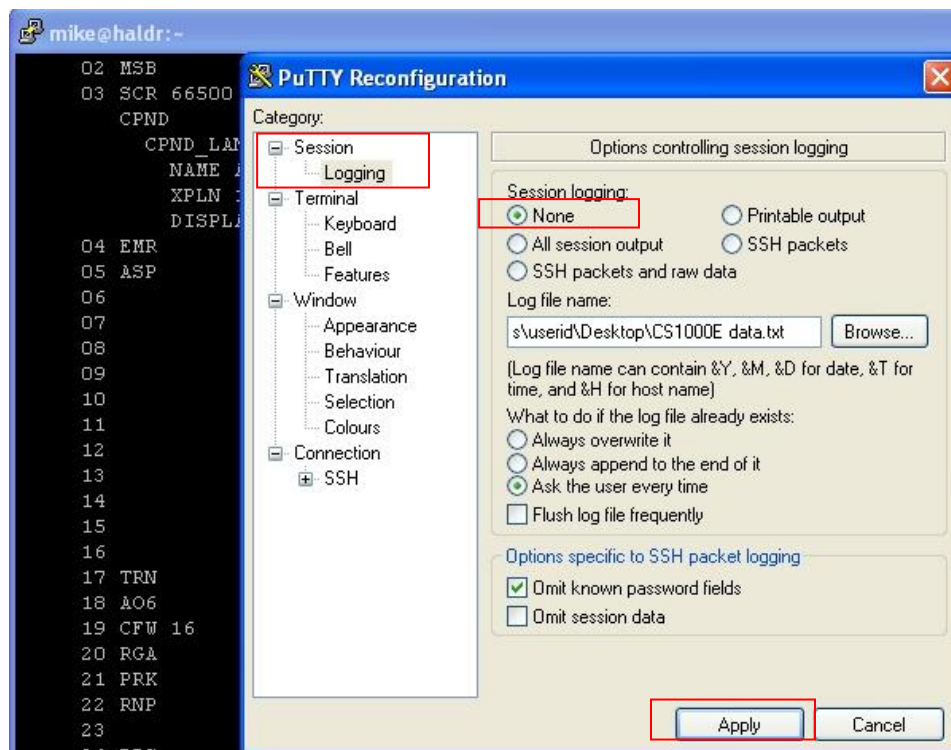 mike@haldr:~
02 MSB
03 SCR 66500
CPND
CPND_LAN
NAME
XPLN
DISPLA
04 EMR
05 ASP
06
07
08
09
10
11
12
13
14
15
16
17 TRN
18 AO6
19 CFW 16
20 RGA
21 PRK
22 RNP
23
PuTTY Reconfiguration
Category:
Session
Logging
Terminal
Keyboard
Bell
Features
Window
Appearance
Behaviour
Translation
Selection
Colours
Connection
SSH
Options controlling session logging
Session logging:
None
Printable output
All session output
SSH packets
SSH packets and raw data
Log file name:
s\userid\Desktop\CS1000E data.txt
Browse...
(Log file name can contain &Y, &M, &D for date, &T for
time, and &H for host name)
What to do if the log file already exists:
Always overwrite it
Always append to the end of it
Ask the user every time
Flush log file frequently
Options specific to SSH packet logging
Omit known password fields
Omit session data
Apply
Cancel